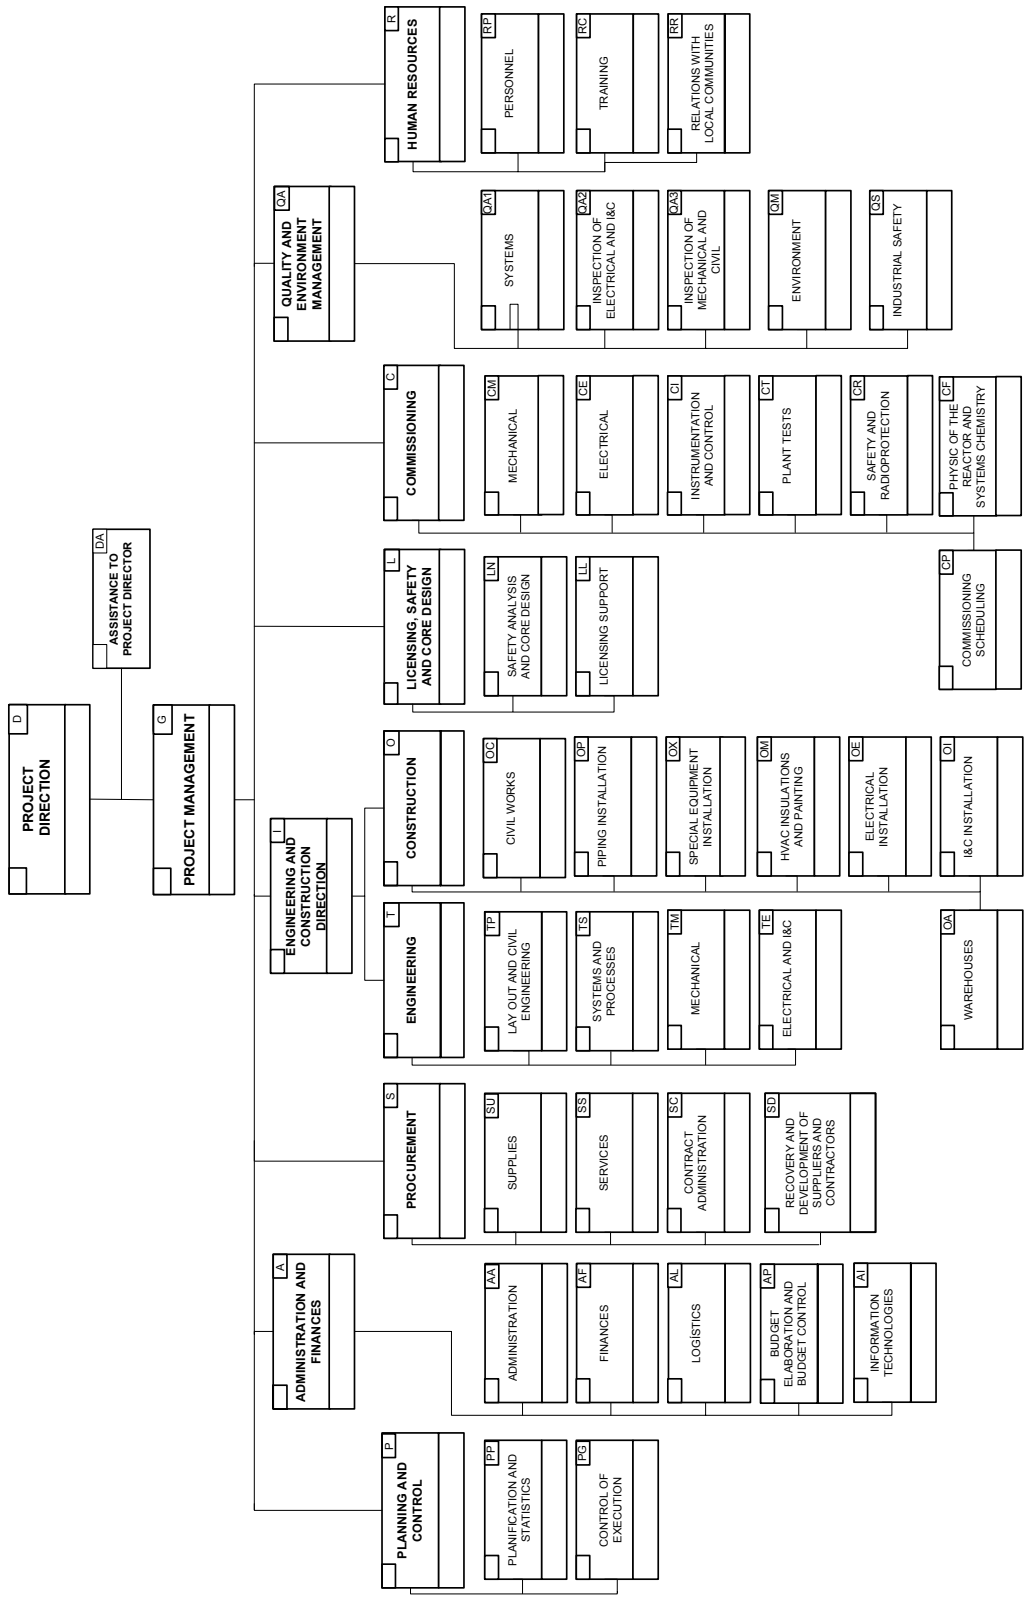 D
PROJECT
DIRECTION
DA
ASSISTANCE TO
PROJECT DIRECTOR
G
PROJECT MANAGEMENT
P
PLANNING AND
CONTROL
PP
PLANIFICATION AND
STATISTICS
PG
CONTROL OF
EXECUTION
A
ADMINISTRATION AND
FINANCES
AA
ADMINISTRATION
AF
FINANCES
AL
LOGÍSTICS
AP
BUDGET
ELABORATION AND
BUDGET CONTROL
AI
INFORMATION
TECHNOLOGIES
S
PROCUREMENT
SU
SUPPLIES
SS
SERVICES
SC
CONTRACT
ADMINISTRATION
SD
RECOVERY AND
DEVELOPMENT OF
SUPPLIERS AND
CONTRACTORS
I
ENGINEERING AND
CONSTRUCTION
DIRECTION
T
ENGINEERING
TP
LAY OUT AND CIVIL
ENGINEERING
TS
SYSTEMS AND
PROCESSES
TM
MECHANICAL
TE
ELECTRICAL AND I&C
O
CONSTRUCTION
OC
CIVIL WORKS
OP
PIPING INSTALLATION
OX
SPECIAL EQUIPMENT
INSTALLATION
OM
HVAC INSULATIONS
AND PAINTING
OE
ELECTRICAL
INSTALLATION
OI
I&C INSTALLATION
OA
WAREHOUSES
L
LICENSING, SAFETY
AND CORE DESIGN
LN
SAFETY ANALYSIS
AND CORE DESIGN
LL
LICENSING SUPPORT
C
COMMISSIONING
CM
MECHANICAL
CE
ELECTRICAL
CI
INSTRUMENTATION
AND CONTROL
CT
PLANT TESTS
CR
SAFETY AND
RADIOPROTECTION
CF
PHYSIC OF THE
REACTOR AND
SYSTEMS CHEMISTRY
CP
COMMISSIONING
SCHEDULING
QA
QUALITY AND
ENVIRONMENT
MANAGEMENT
QA1
SYSTEMS
QA2
INSPECTION OF
ELECTRICAL AND I&C
QA3
INSPECTION OF
MECHANICAL AND
CIVIL
QM
ENVIRONMENT
QS
INDUSTRIAL SAFETY
R
HUMAN RESOURCES
RP
PERSONNEL
RC
TRAINING
RR
RELATIONS WITH
LOCAL COMMUNITIES